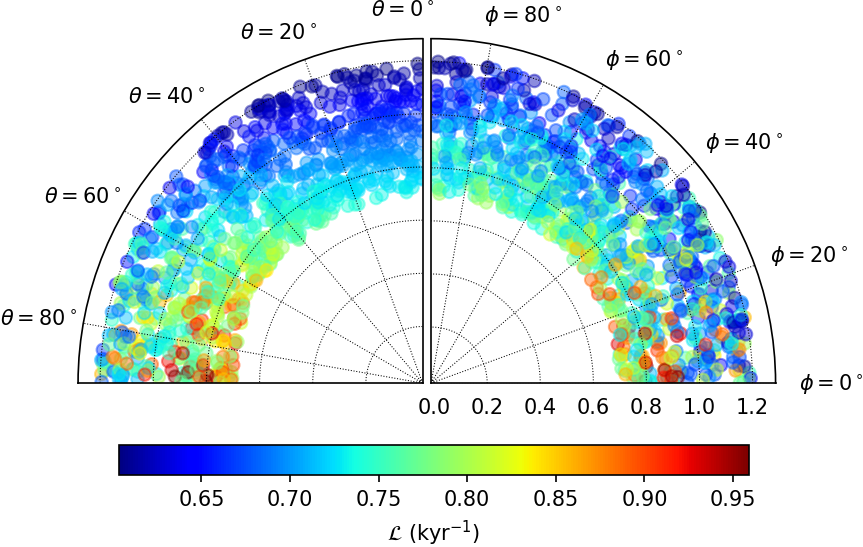 θ = 0° ϕ = 80°
θ = 20° ϕ = 60°
θ = 40° ϕ = 40°
θ = 60° ϕ = 20°
θ = 80° ϕ = 0°
0.0 0.2 0.4 0.6 0.8 1.0 1.2
0.65 0.70 0.75 0.80 0.85 0.90 0.95
ℒ (kyr⁻¹)